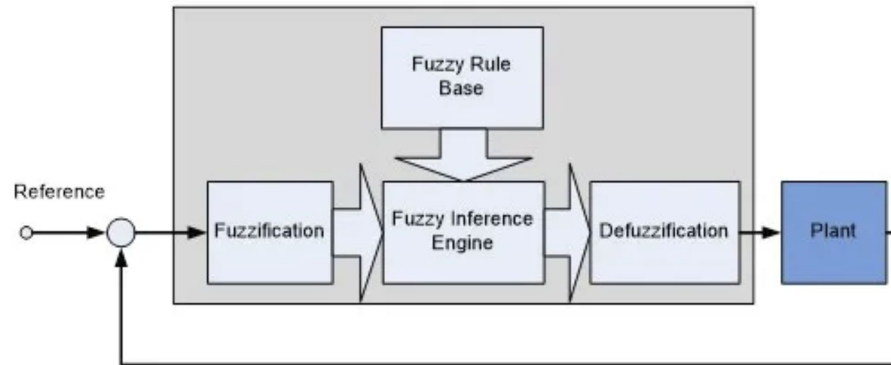 Fuzzy Rule
Base
Reference
Fuzzification
Fuzzy Inference
Engine
Defuzzification
Plant